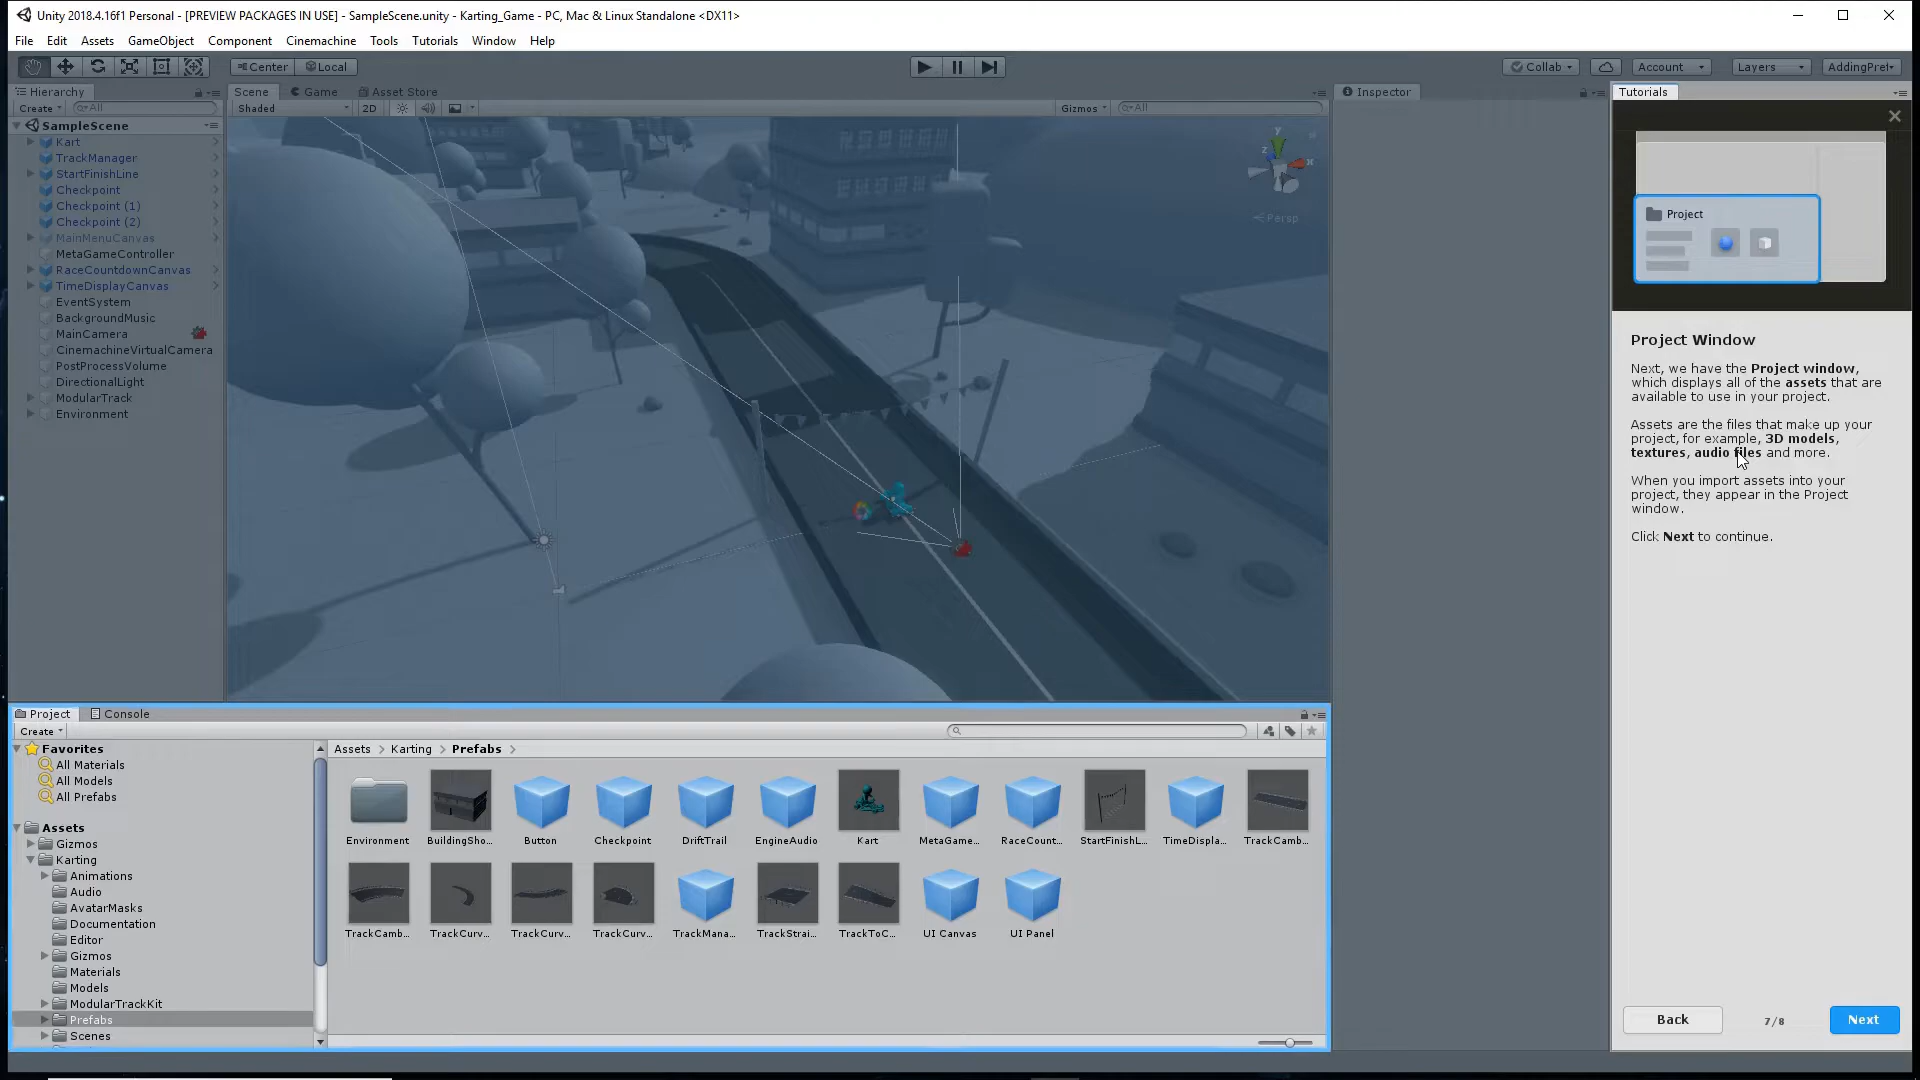 Unity 2018.4.16f1 Personal - [PREVIEW PACKAGES IN USE] - SampleScene.unity - Karting_Game - PC, Mac & Linux Standalone <DX11>
File Edit Assets GameObject Component Cinemachine Tools Tutorials Window Help
Center Local Collab Account Layers AddingPref
Hierarchy
Create All
SampleScene
Kart
TrackManager
StartFinishLine
Checkpoint
Checkpoint (1)
Checkpoint (2)
MainMenuCanvas
MetaGameController
RaceCountdownCanvas
TimeDisplayCanvas
EventSystem
BackgroundMusic
MainCamera
CinemachineVirtualCamera
PostProcessVolume
DirectionalLight
ModularTrack
Environment
Scene Game Asset Store
Shaded 2D Gizmos All
y
z x
Persp
Inspector
Tutorials
Project
Project Window
Next, we have the Project window,
which displays all of the assets that are
available to use in your project.
Assets are the files that make up your
project, for example, 3D models,
textures, audio files and more.
When you import assets into your
project, they appear in the Project
window.
Click Next to continue.
Back 7/8 Next
Project Console
Create
Favorites
All Materials
All Models
All Prefabs
Assets
Gizmos
Karting
Animations
Audio
AvatarMasks
Documentation
Editor
Gizmos
Materials
Models
ModularTrackKit
Prefabs
Scenes
Assets Karting Prefabs
Environment BuildingSho... Button Checkpoint DriftTrail EngineAudio Kart MetaGame... RaceCount... StartFinishL... TimeDispla... TrackCamb...
TrackCamb... TrackCurv... TrackCurv... TrackCurv... TrackMana... TrackStrai... TrackToC... UI Canvas UI Panel